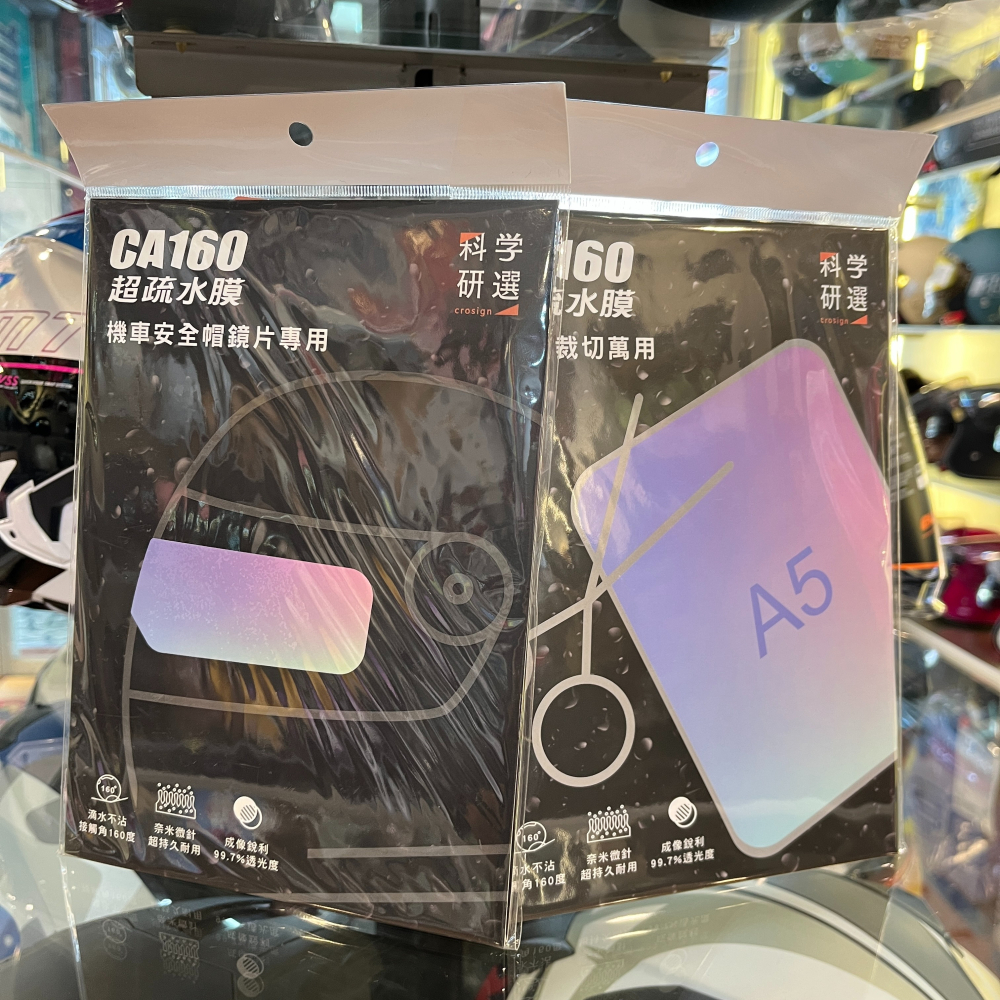 CA160
超疏水膜
機車安全帽鏡片專用
科学
研選
crosign
160°
滴水不沾
接觸角160度
奈米微針
超持久耐用
成像銳利
99.7%透光度
160
水膜
裁切萬用
科学
研選
crosign
A5
160°
水不沾
角160度
奈米微針
超持久耐用
成像銳利
99.7%透光度